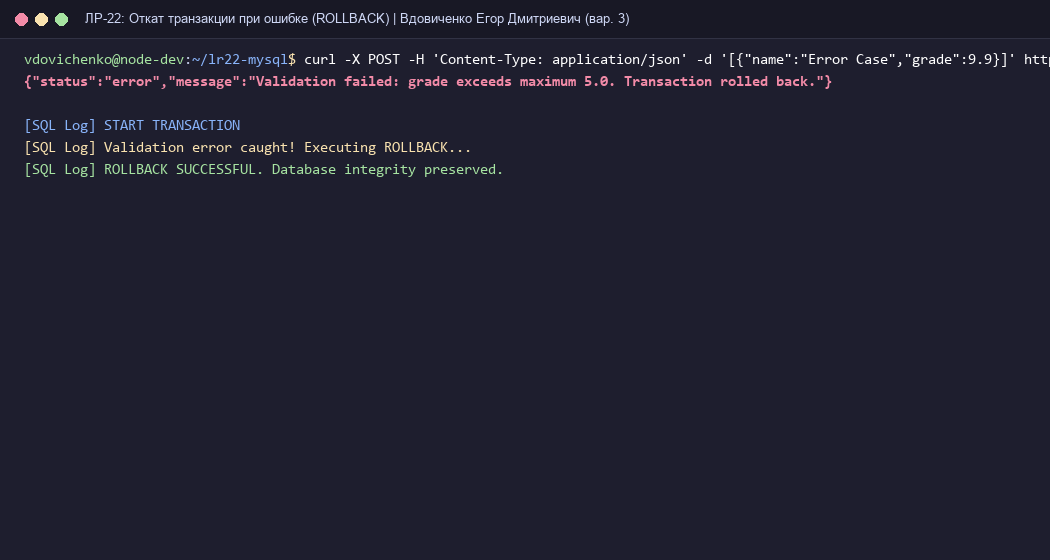 ЛР-22: Откат транзакции при ошибке (ROLLBACK) | Вдовиченко Егор Дмитриевич (вар. 3)
vdovichenko@node-dev:~/lr22-mysql$ curl -X POST -H 'Content-Type: application/json' -d '[{"name":"Error Case","grade":9.9}]' htt
{"status":"error","message":"Validation failed: grade exceeds maximum 5.0. Transaction rolled back."}
[SQL Log] START TRANSACTION
[SQL Log] Validation error caught! Executing ROLLBACK...
[SQL Log] ROLLBACK SUCCESSFUL. Database integrity preserved.